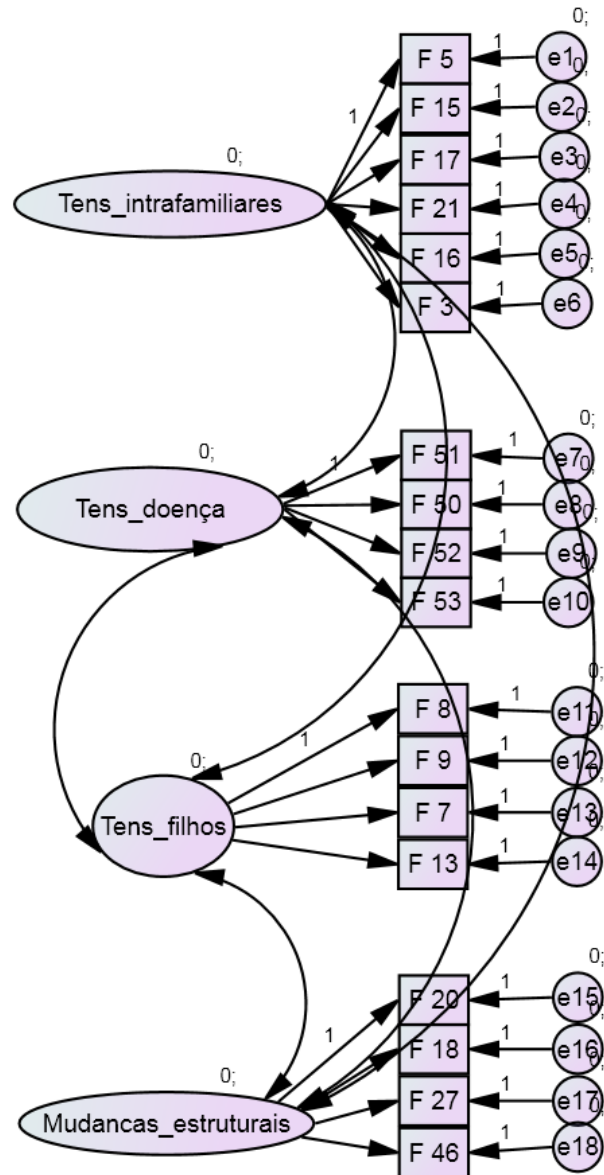 0;
F 5 1 e1
0;
1 F 15 1 e2
0;
0; F 17 1 e3
0;
Tens_intrafamiliares F 21 1 e4
0;
F 16 1 e5
0;
F 3 1 e6
0;
0; 1 F 51 1 e7
0;
Tens_doença F 50 1 e8
0;
F 52 1 e9
0;
F 53 1 e10
0;
F 8 1 e11
0;
0; 1 F 9 1 e12
0;
Tens_filhos F 7 1 e13
0;
F 13 1 e14
0;
F 20 1 e15
0;
1 F 18 1 e16
0;
0; F 27 1 e17
0;
Mudancas_estruturais F 46 1 e18